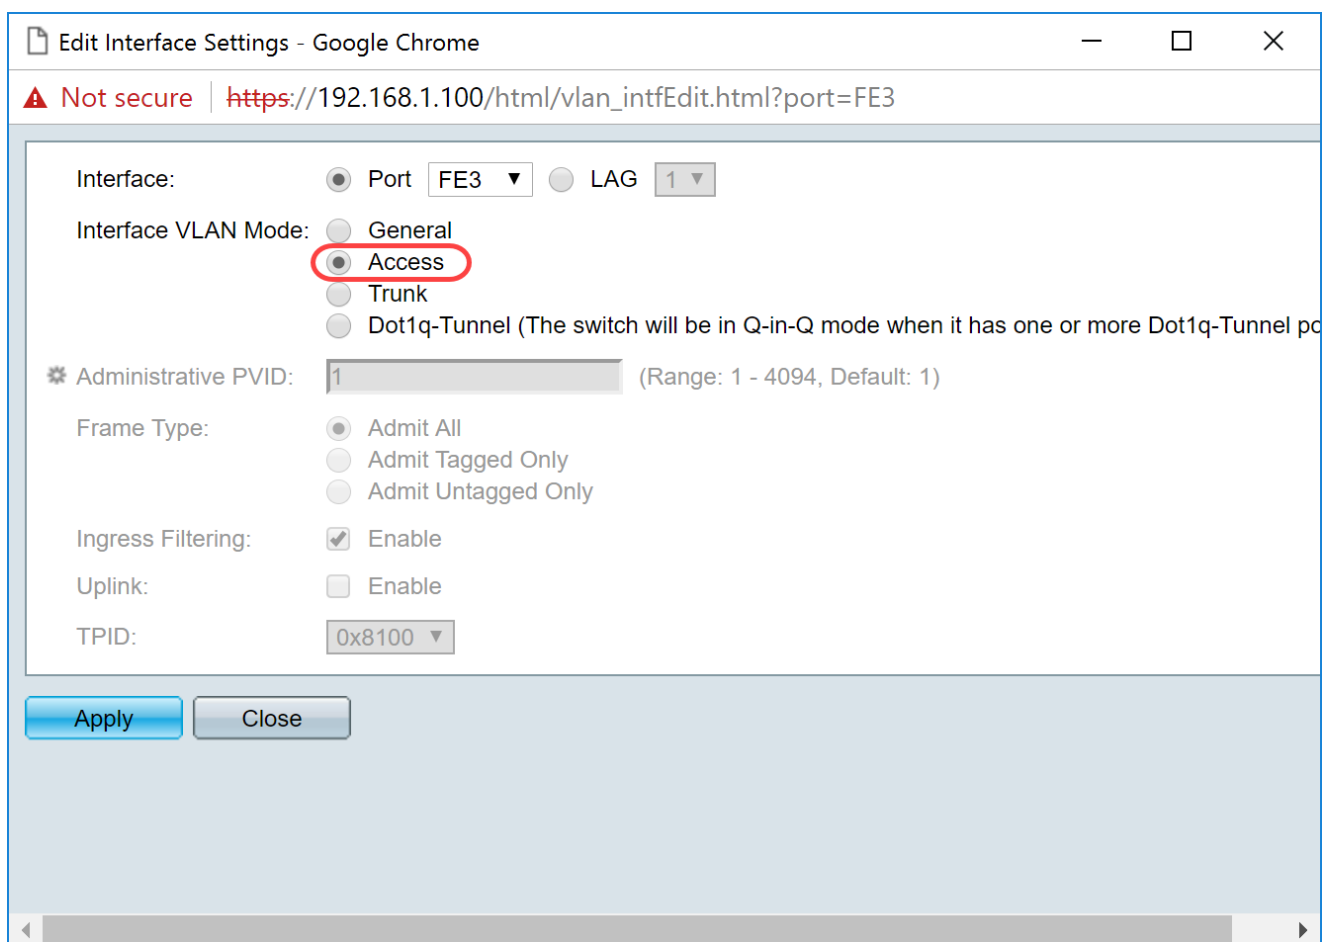 Edit Interface Settings - Google Chrome
Not secure https://192.168.1.100/html/vlan_intfEdit.html?port=FE3
Interface: Port FE3 LAG 1
Interface VLAN Mode: General
Access
Trunk
Dot1q-Tunnel (The switch will be in Q-in-Q mode when it has one or more Dot1q-Tunnel po
Administrative PVID: 1 (Range: 1 - 4094, Default: 1)
Frame Type: Admit All
Admit Tagged Only
Admit Untagged Only
Ingress Filtering: Enable
Uplink: Enable
TPID: 0x8100
Apply Close